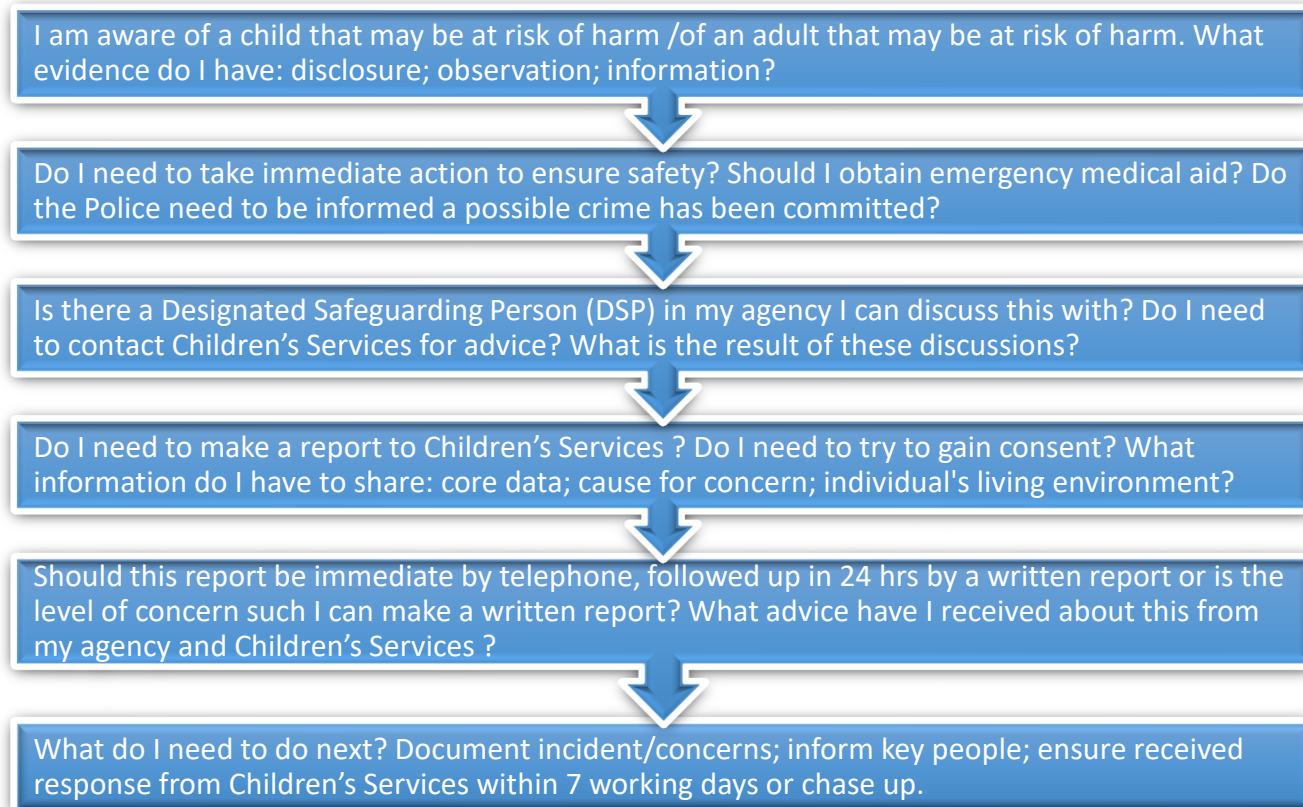 I am aware of a child that may be at risk of harm /of an adult that may be at risk of harm. What
evidence do I have: disclosure; observation; information?
Do I need to take immediate action to ensure safety? Should I obtain emergency medical aid? Do
the Police need to be informed a possible crime has been committed?
Is there a Designated Safeguarding Person (DSP) in my agency I can discuss this with? Do I need
to contact Children’s Services for advice? What is the result of these discussions?
Do I need to make a report to Children’s Services ? Do I need to try to gain consent? What
information do I have to share: core data; cause for concern; individual's living environment?
Should this report be immediate by telephone, followed up in 24 hrs by a written report or is the
level of concern such I can make a written report? What advice have I received about this from
my agency and Children’s Services ?
What do I need to do next? Document incident/concerns; inform key people; ensure received
response from Children’s Services within 7 working days or chase up.